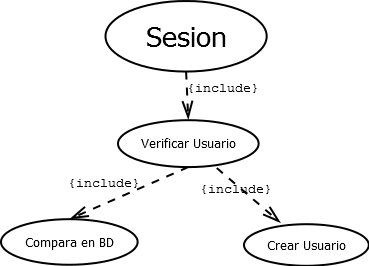 Sesion
{include}
Verificar Usuario
{include}
{include}
Compara en BD
Crear Usuario